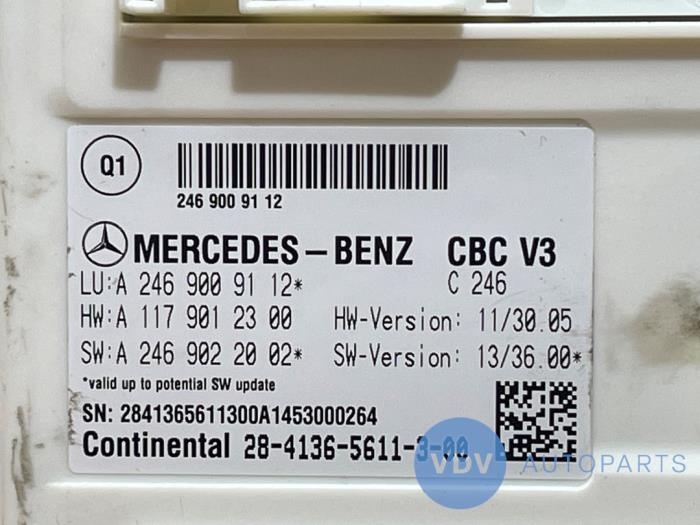 Q1
246 900 91 12
MERCEDES-BENZ CBC V3
LU:A 246 900 91 12* C 246
HW:A 117 901 23 00 HW-Version: 11/30.05
SW:A 246 902 20 02* SW-Version: 13/36.00*
*valid up to potential SW update
SN: 2841365611300A1453000264
Continental 28-4136-5611-3-00
VDV AUTOPARTS